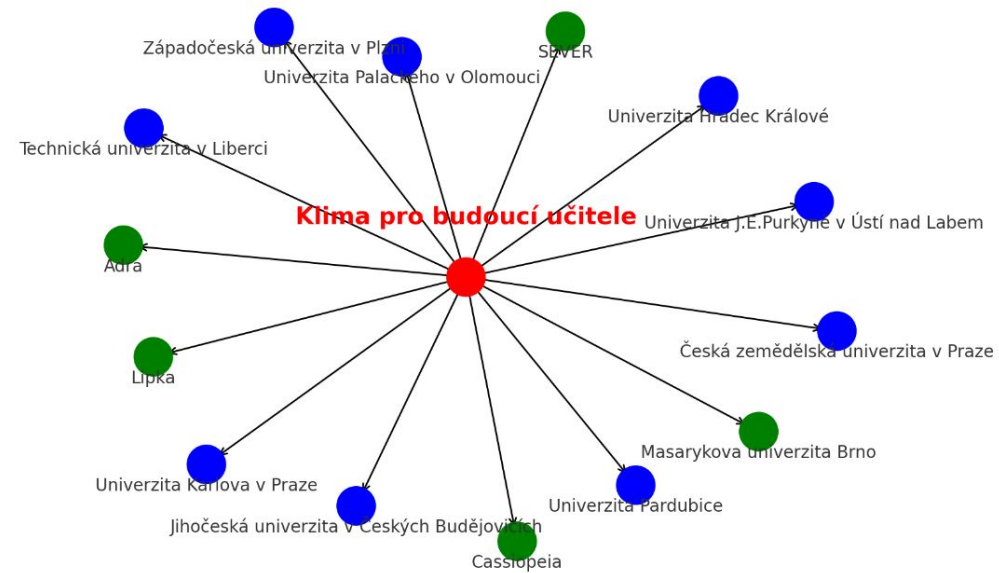 Západočeská univerzita v Plzni
SEVER
Univerzita Palackého v Olomouci
Univerzita Hradec Králové
Technická univerzita v Liberci
Klima pro budoucí učitele
Univerzita J.E.Purkyně v Ústí nad Labem
Adra
Česká zemědělská univerzita v Praze
Lipka
Masarykova univerzita Brno
Univerzita Karlova v Praze
Univerzita Pardubice
Jihočeská univerzita v Českých Budějovicích
Cassiopeia